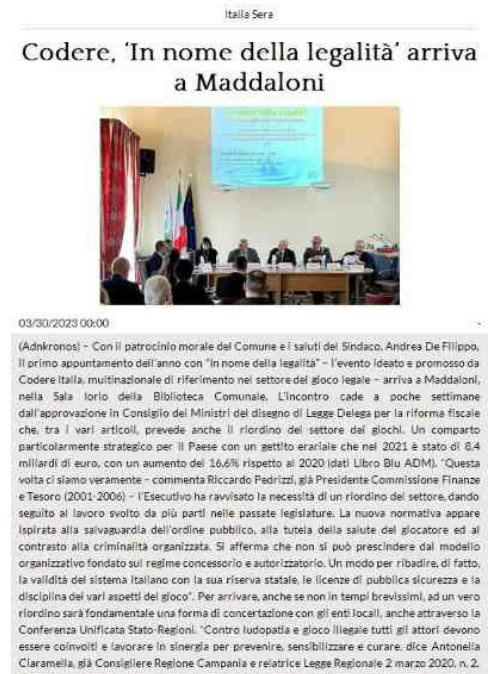 Italia Sera
Codere, 'In nome della legalità' arriva
a Maddaloni
In nome della legalità
03/30/2023 00:00
(Adnkronos) – Con il patrocinio morale del Comune e i saluti del Sindaco, Andrea De Filippo,
il primo appuntamento dell'anno con "In nome della legalità" – l'evento ideato e promosso da
Codere Italia, multinazionale di riferimento nel settore del gioco legale – arriva a Maddaloni,
nella Sala Iorio della Biblioteca Comunale. L'incontro cade a poche settimane
dall'approvazione in Consiglio dei Ministri del disegno di Legge Delega per la riforma fiscale
che, tra i vari articoli, prevede anche il riordino del settore dei giochi. Un comparto
particolarmente strategico per il Paese con un gettito erariale che nel 2021 è stato di 8.4
miliardi di euro, con un aumento del 16,6% rispetto al 2020 (dati Libro Blu ADM). "Questa
volta ci siamo veramente – commenta Riccardo Pedrizzi, già Presidente Commissione Finanze
e Tesoro (2001-2006) – l'Esecutivo ha ravvisato la necessità di un riordino del settore, dando
seguito al lavoro svolto da più parti nelle passate legislature. La nuova normativa appare
ispirata alla salvaguardia dell'ordine pubblico, alla tutela della salute del giocatore ed al
contrasto alla criminalità organizzata. Si afferma che non si può prescindere dal modello
organizzativo fondato sul regime concessorio e autorizzatorio. Un modo per ribadire, di fatto,
la validità del sistema italiano con la sua riserva statale, le licenze di pubblica sicurezza e la
disciplina dei vari aspetti del gioco". Per arrivare, anche se non in tempi brevissimi, ad un vero
riordino sarà fondamentale una forma di concertazione con gli enti locali, anche attraverso la
Conferenza Unificata Stato-Regioni. "Contro ludopatia e gioco illegale tutti gli attori devono
essere coinvolti e lavorare in sinergia per prevenire, sensibilizzare e curare, dice Antonella
Ciaramella, già Consigliere Regione Campania e relatrice Legge Regionale 2 marzo 2020, n. 2.